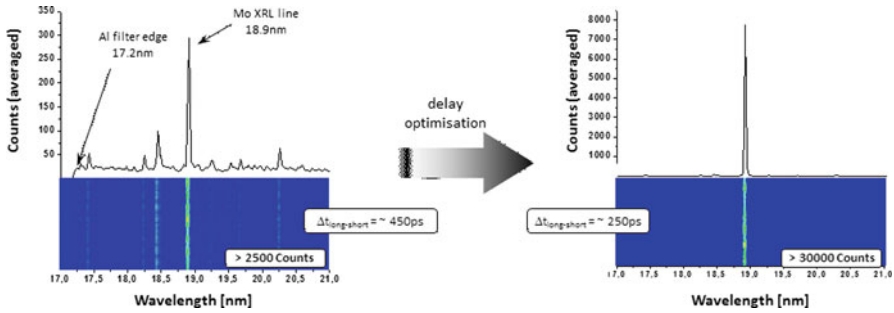 Mo XRL line
18.9nm
Al filter edge
17.2nm
Counts (averaged)
350
300
250
200
150
100
50
Δtlong-short = ~ 450ps
> 2500 Counts
17,0 17,5 18,0 18,5 19,0 19,5 20,0 20,5 21,0
Wavelength [nm]
delay
optimisation
Counts (averaged)
8000
7000
6000
5000
4000
3000
2000
1000
Δtlong-short = ~ 250ps
> 30000 Counts
17,0 17,5 18,0 18,5 19,0 19,5 20,0 20,5 21,0
Wavelength [nm]